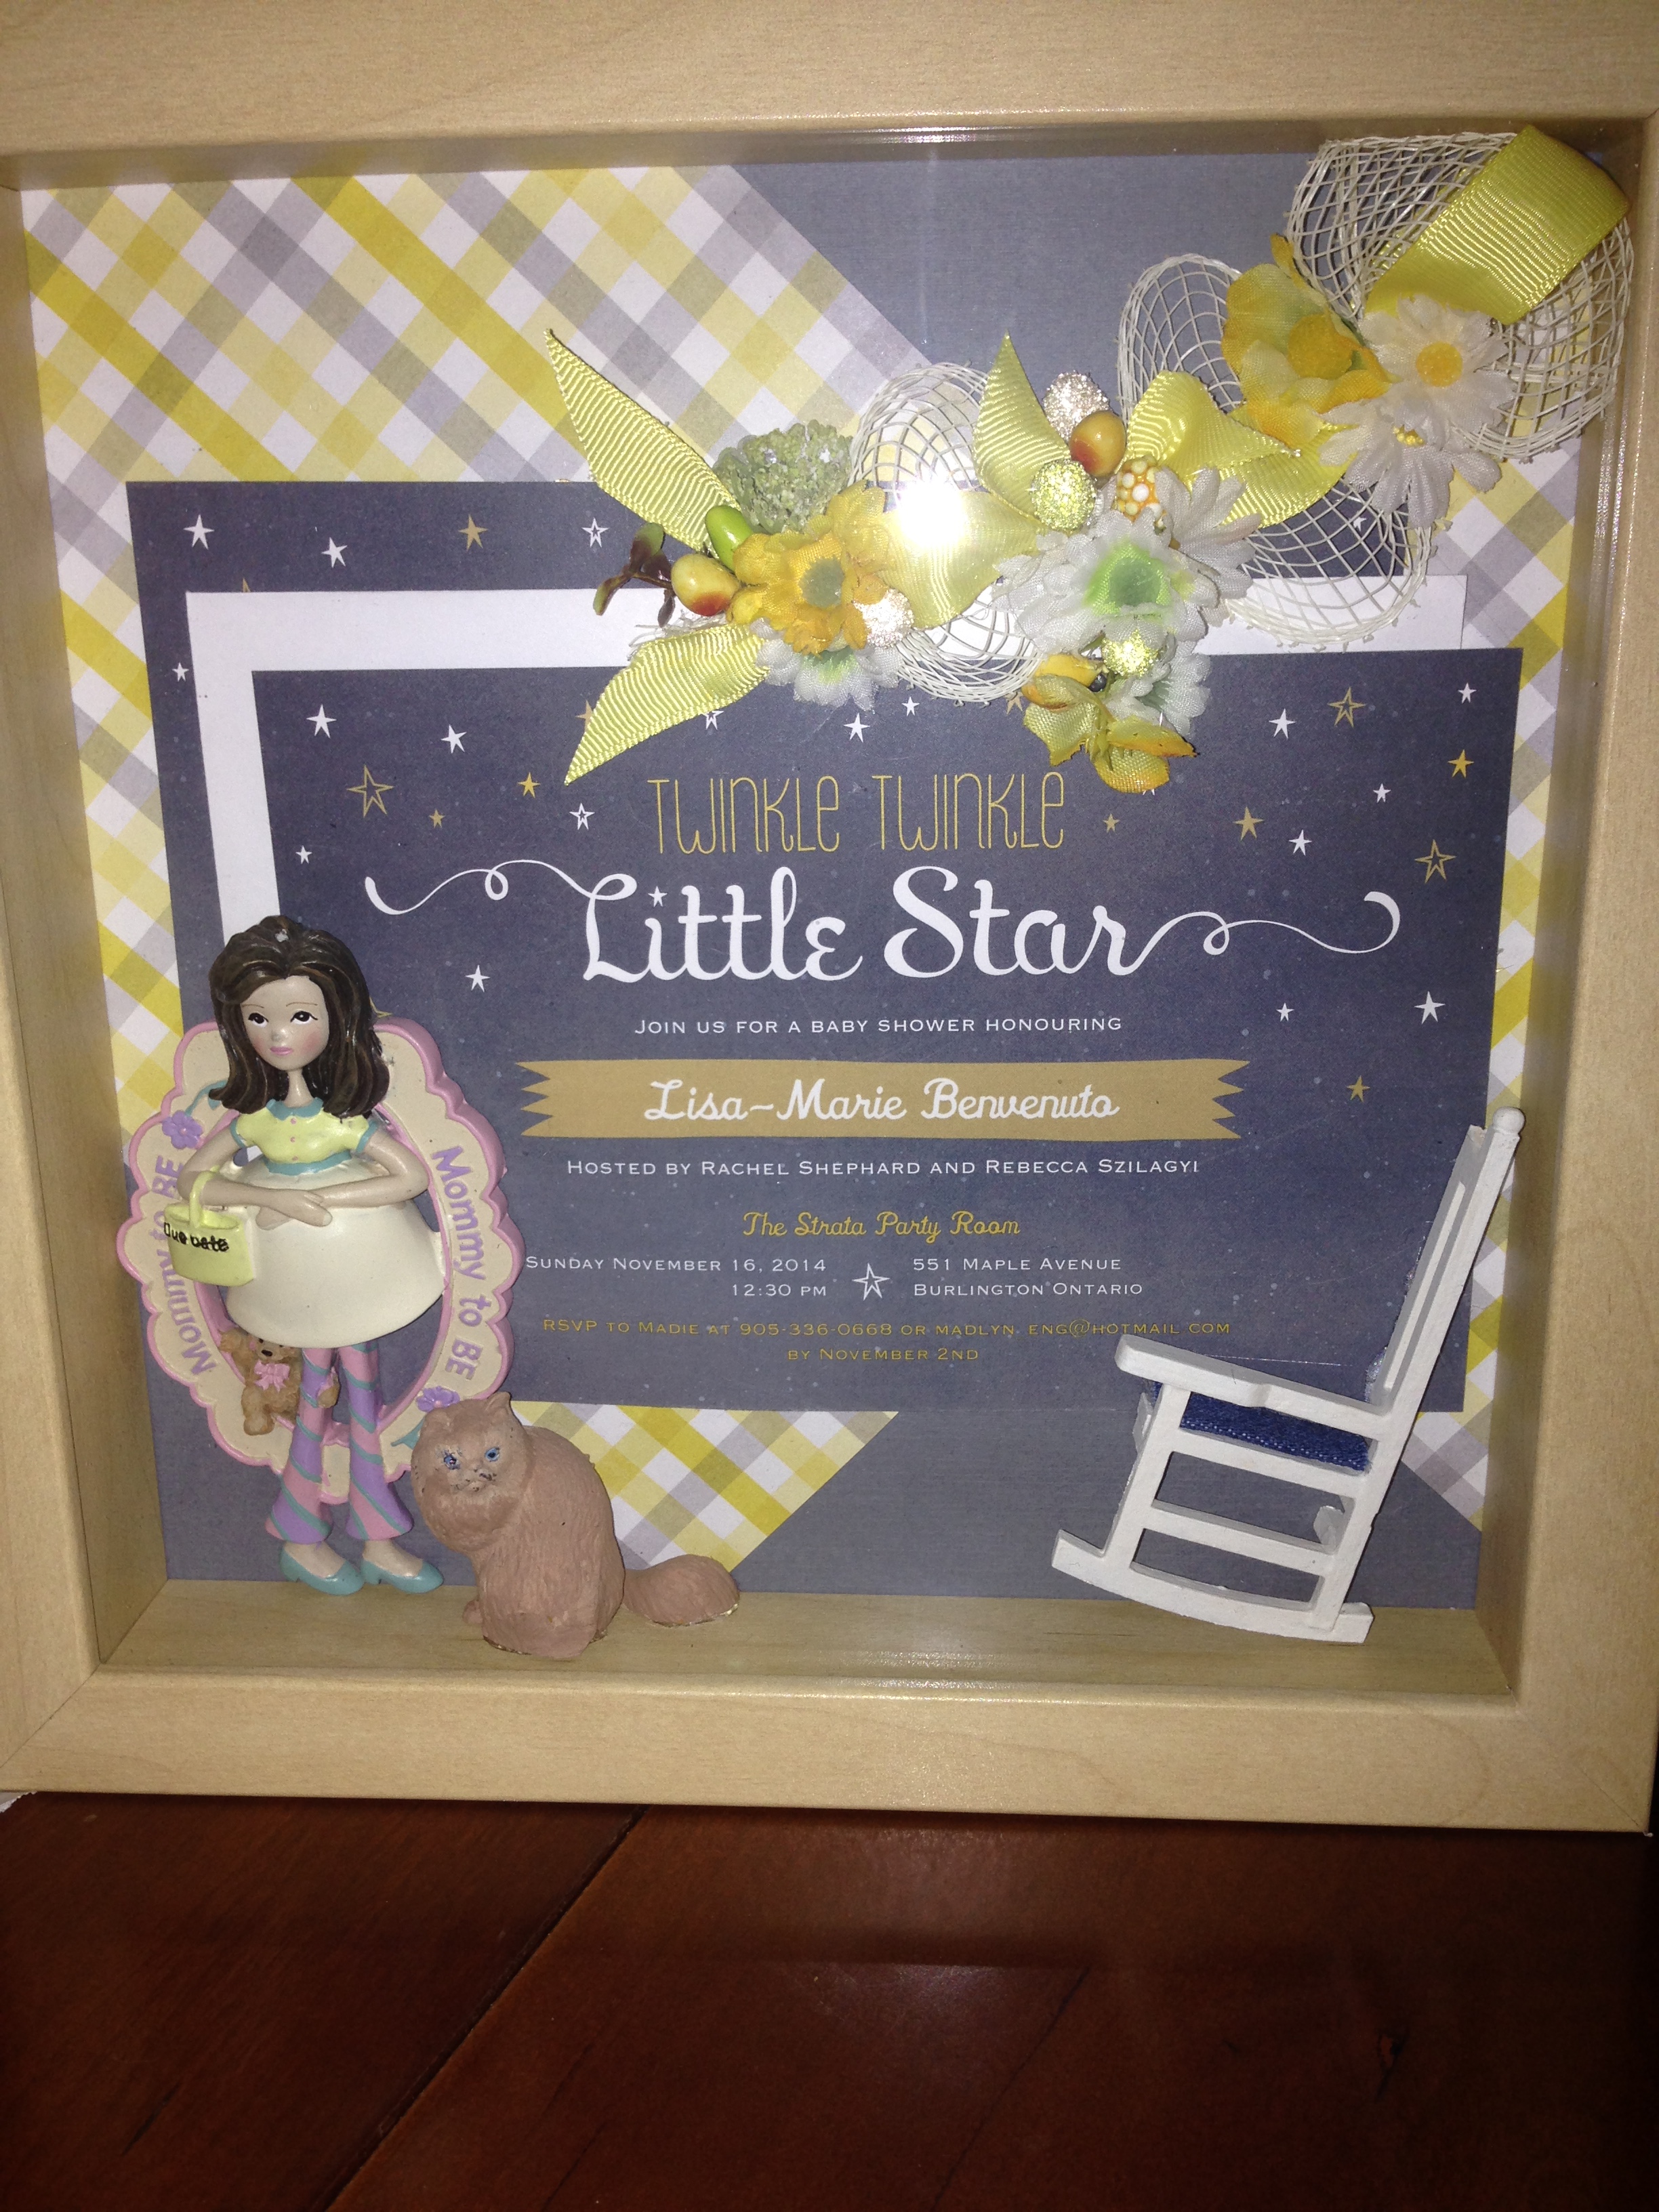 TWINKLE TWINKLE
Little Star
JOIN US FOR A BABY SHOWER HONOURING
Lisa~Marie Benvenuto
HOSTED BY RACHEL SHEPHARD AND REBECCA SZILAGYI
The Strata Party Room
SUNDAY NOVEMBER 16, 2014
12:30 PM
551 MAPLE AVENUE
BURLINGTON ONTARIO
RSVP TO MADIE AT 905-336-0668 OR MADLYN_ENG@HOTMAIL.COM
BY NOVEMBER 2ND
Mommy to BE
Mommy to BE
Due Date